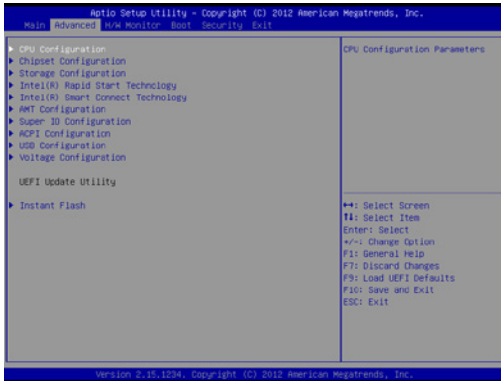 Aptio Setup Utility - Copyright (C) 2012 American Megatrends, Inc.
Main Advanced H/W Monitor Boot Security Exit
CPU Configuration
Chipset Configuration
Storage Configuration
Intel(R) Rapid Start Technology
Intel(R) Smart Connect Technology
AMT Configuration
Super IO Configuration
ACPI Configuration
USB Configuration
Voltage Configuration
UEFI Update Utility
Instant Flash
CPU Configuration Parameters
↔: Select Screen
↑↓: Select Item
Enter: Select
+/-: Change Option
F1: General Help
F7: Discard Changes
F9: Load UEFI Defaults
F10: Save and Exit
ESC: Exit
Version 2.15.1234. Copyright (C) 2012 American Megatrends, Inc.